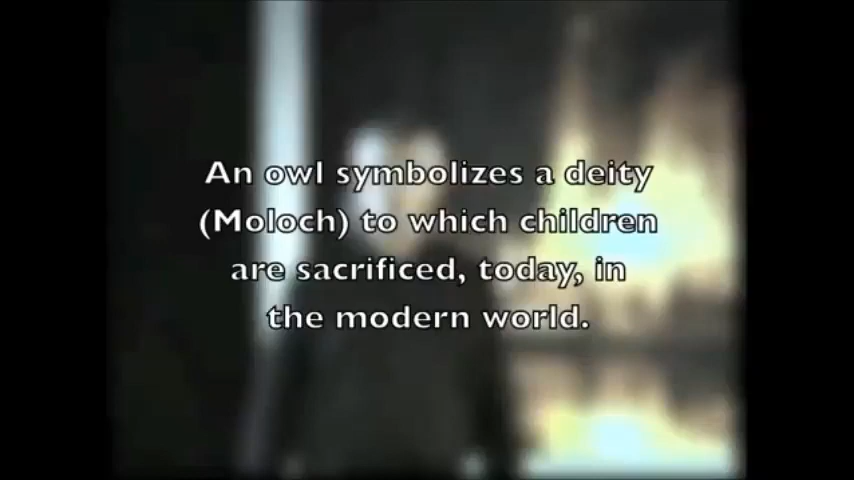 An owl symbolizes a deity
(Moloch) to which children
are sacrificed, today, in
the modern world.